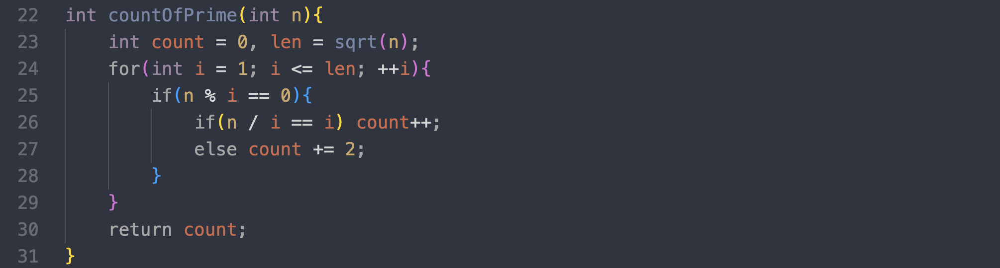 22 int countOfPrime(int n){
23     int count = 0, len = sqrt(n);
24     for(int i = 1; i <= len; ++i){
25         if(n % i == 0){
26             if(n / i == i) count++;
27             else count += 2;
28         }
29     }
30     return count;
31 }